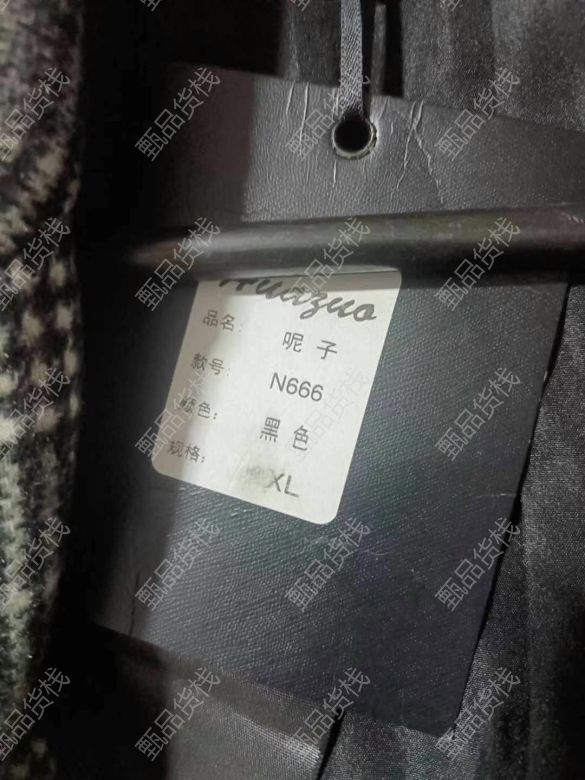 Huazuo
品名： 呢子
款号： N666
颜色： 黑色
规格： XL
甄品货栈